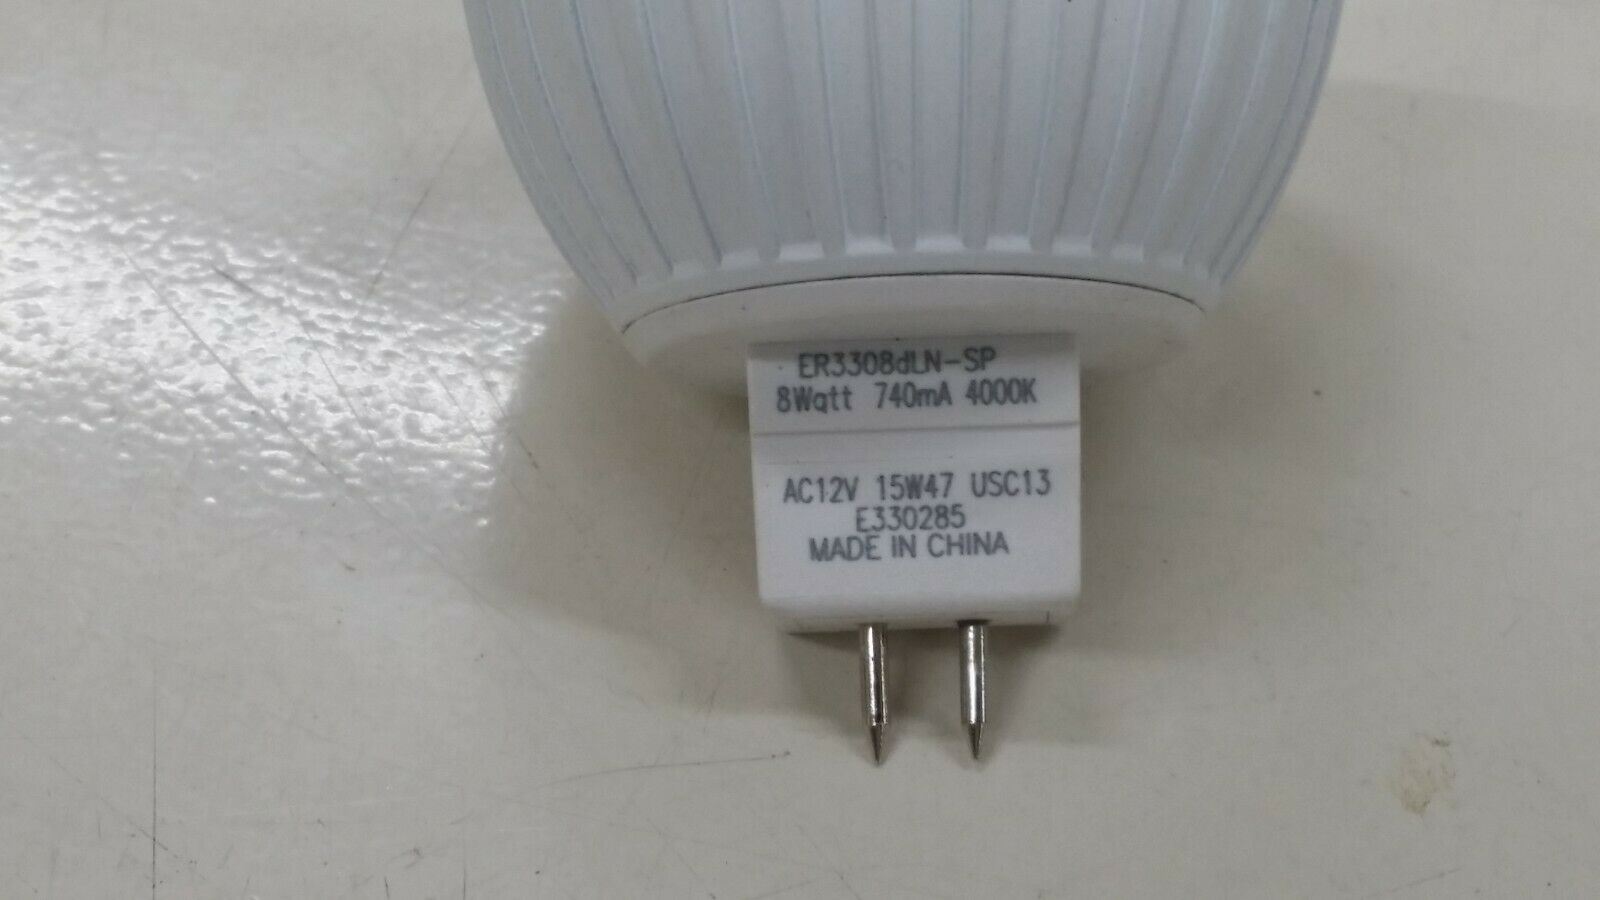 ER3308dLN-SP
8Watt 740mA 4000K
AC12V 15W47 USC13
E330285
MADE IN CHINA